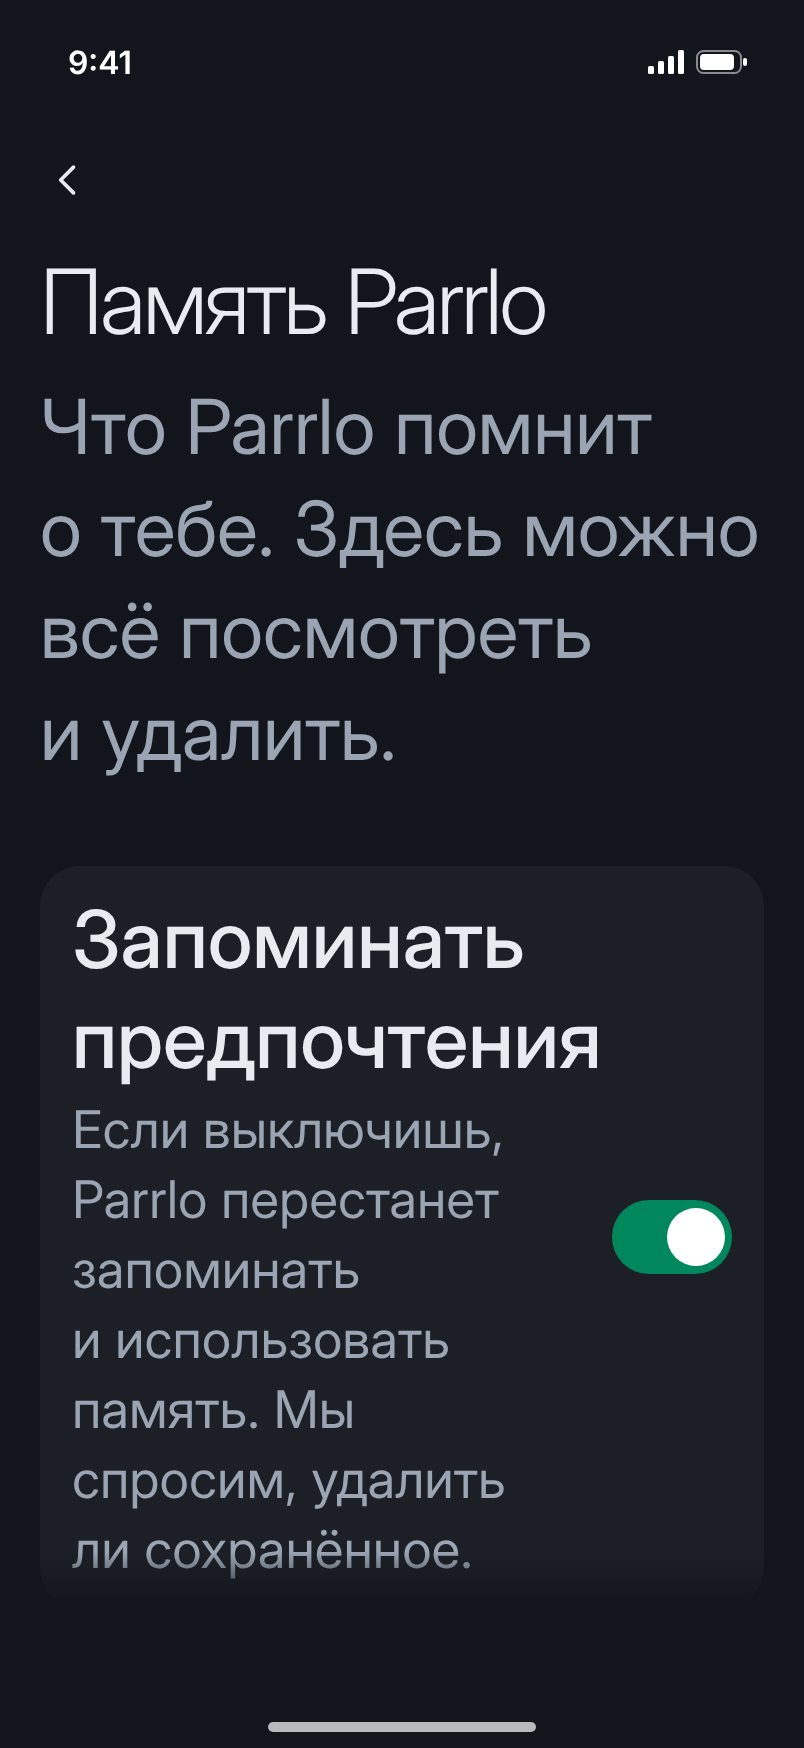 9:41
Память Parrlo
Что Parrlo помнит
о тебе. Здесь можно
всё посмотреть
и удалить.
Запоминать
предпочтения
Если выключишь,
Parrlo перестанет
запоминать
и использовать
память. Мы
спросим, удалить
ли сохранённое.